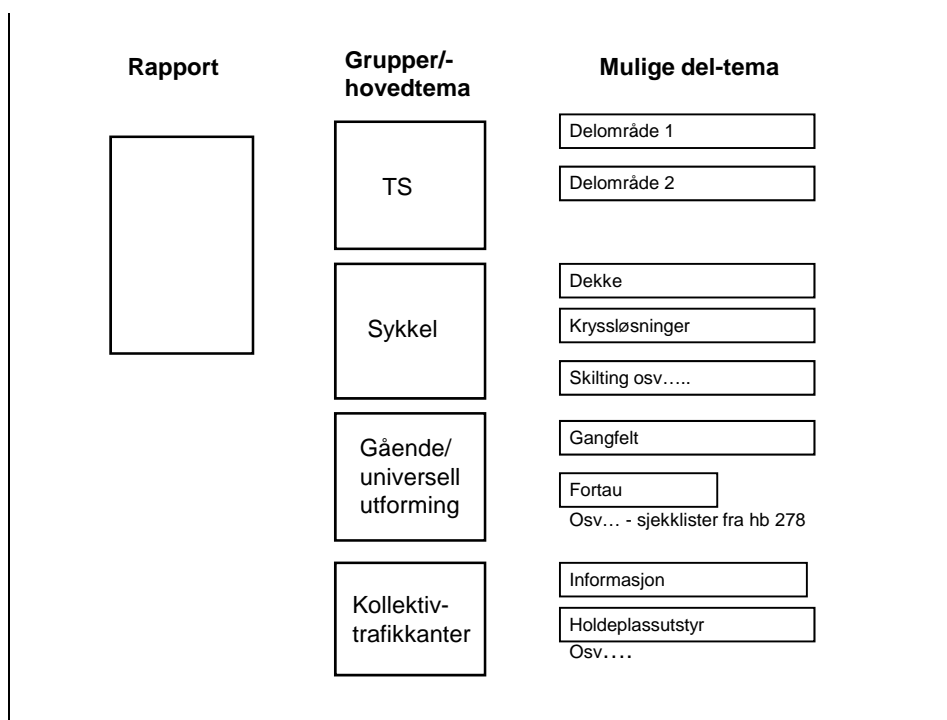 Rapport
Grupper/-
hovedtema
Mulige del-tema
TS
Delområde 1
Delområde 2
Sykkel
Dekke
Kryssløsninger
Skilting osv…..
Gående/
universell
utforming
Gangfelt
Fortau
Osv… - sjekklister fra hb 278
Kollektiv-
trafikkanter
Informasjon
Holdeplassutstyr
Osv….